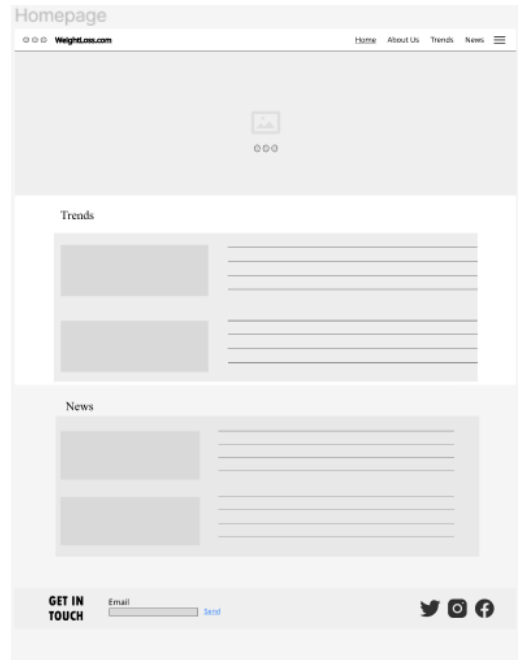 Homepage
WeightLoss.com Home About Us Trends News
Trends
News
GET IN
TOUCH
Email
Send